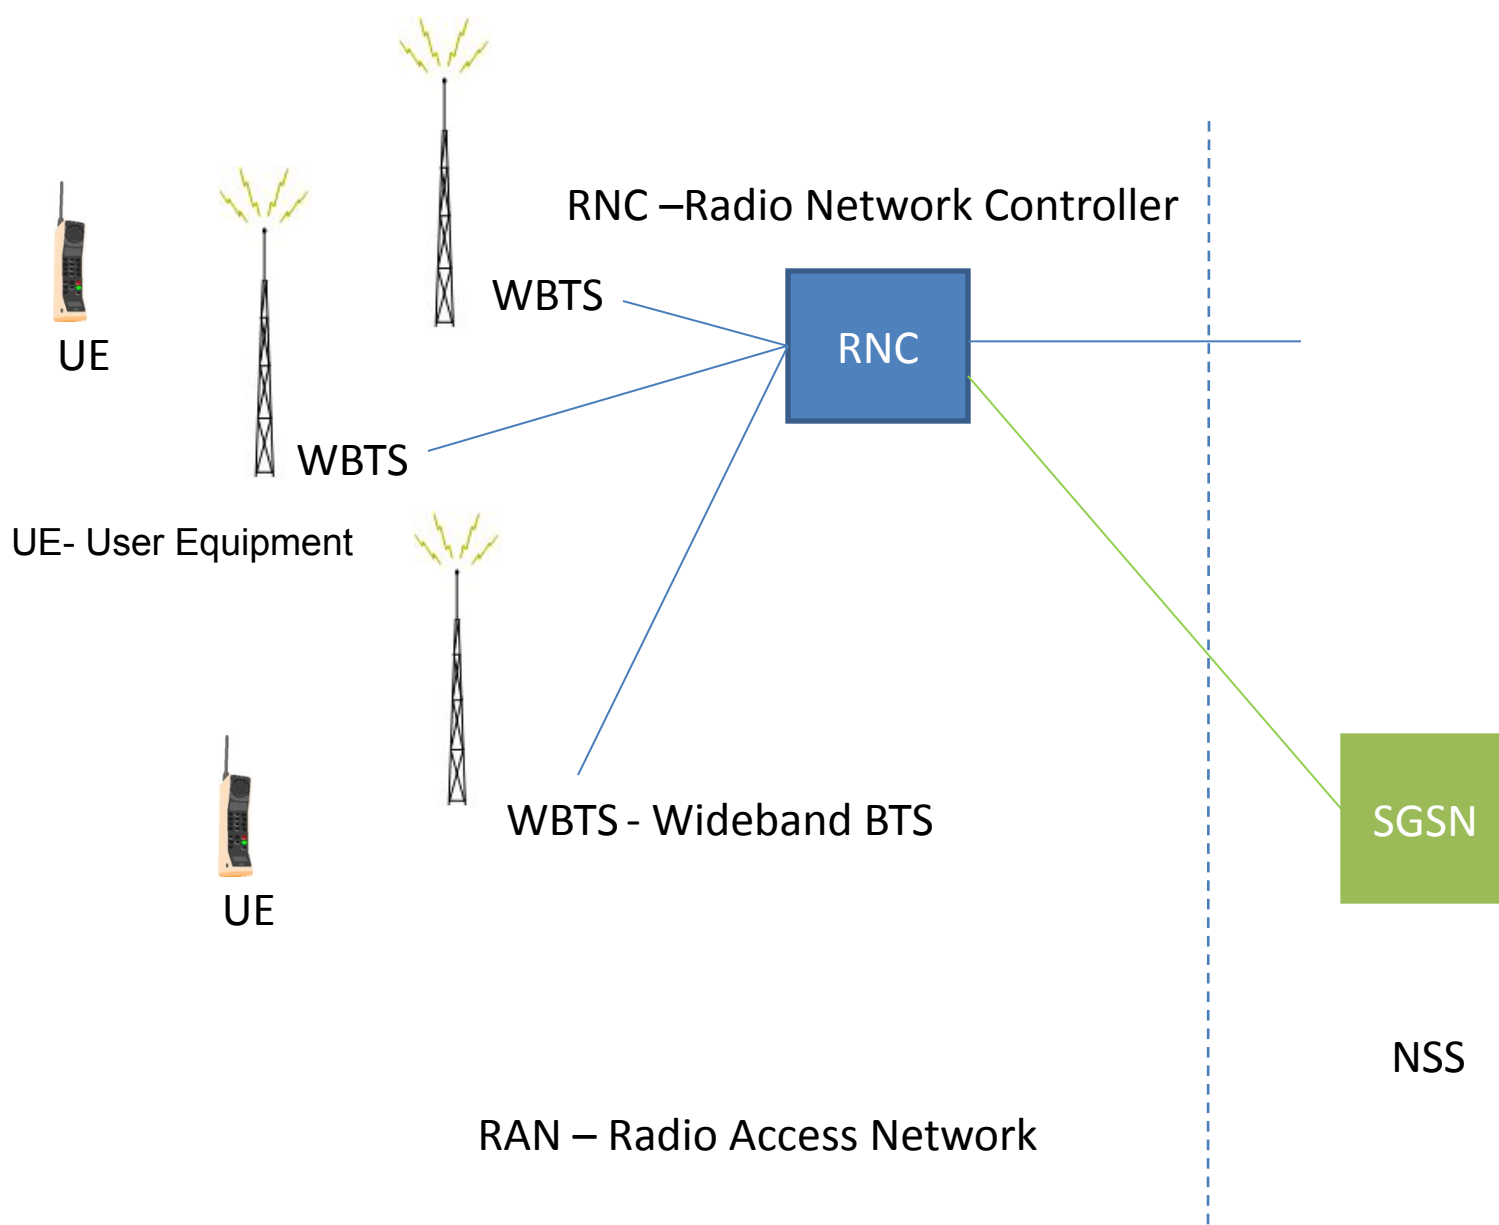 RNC –Radio Network Controller
WBTS
RNC
UE
WBTS
UE- User Equipment
WBTS - Wideband BTS
SGSN
UE
NSS
RAN – Radio Access Network